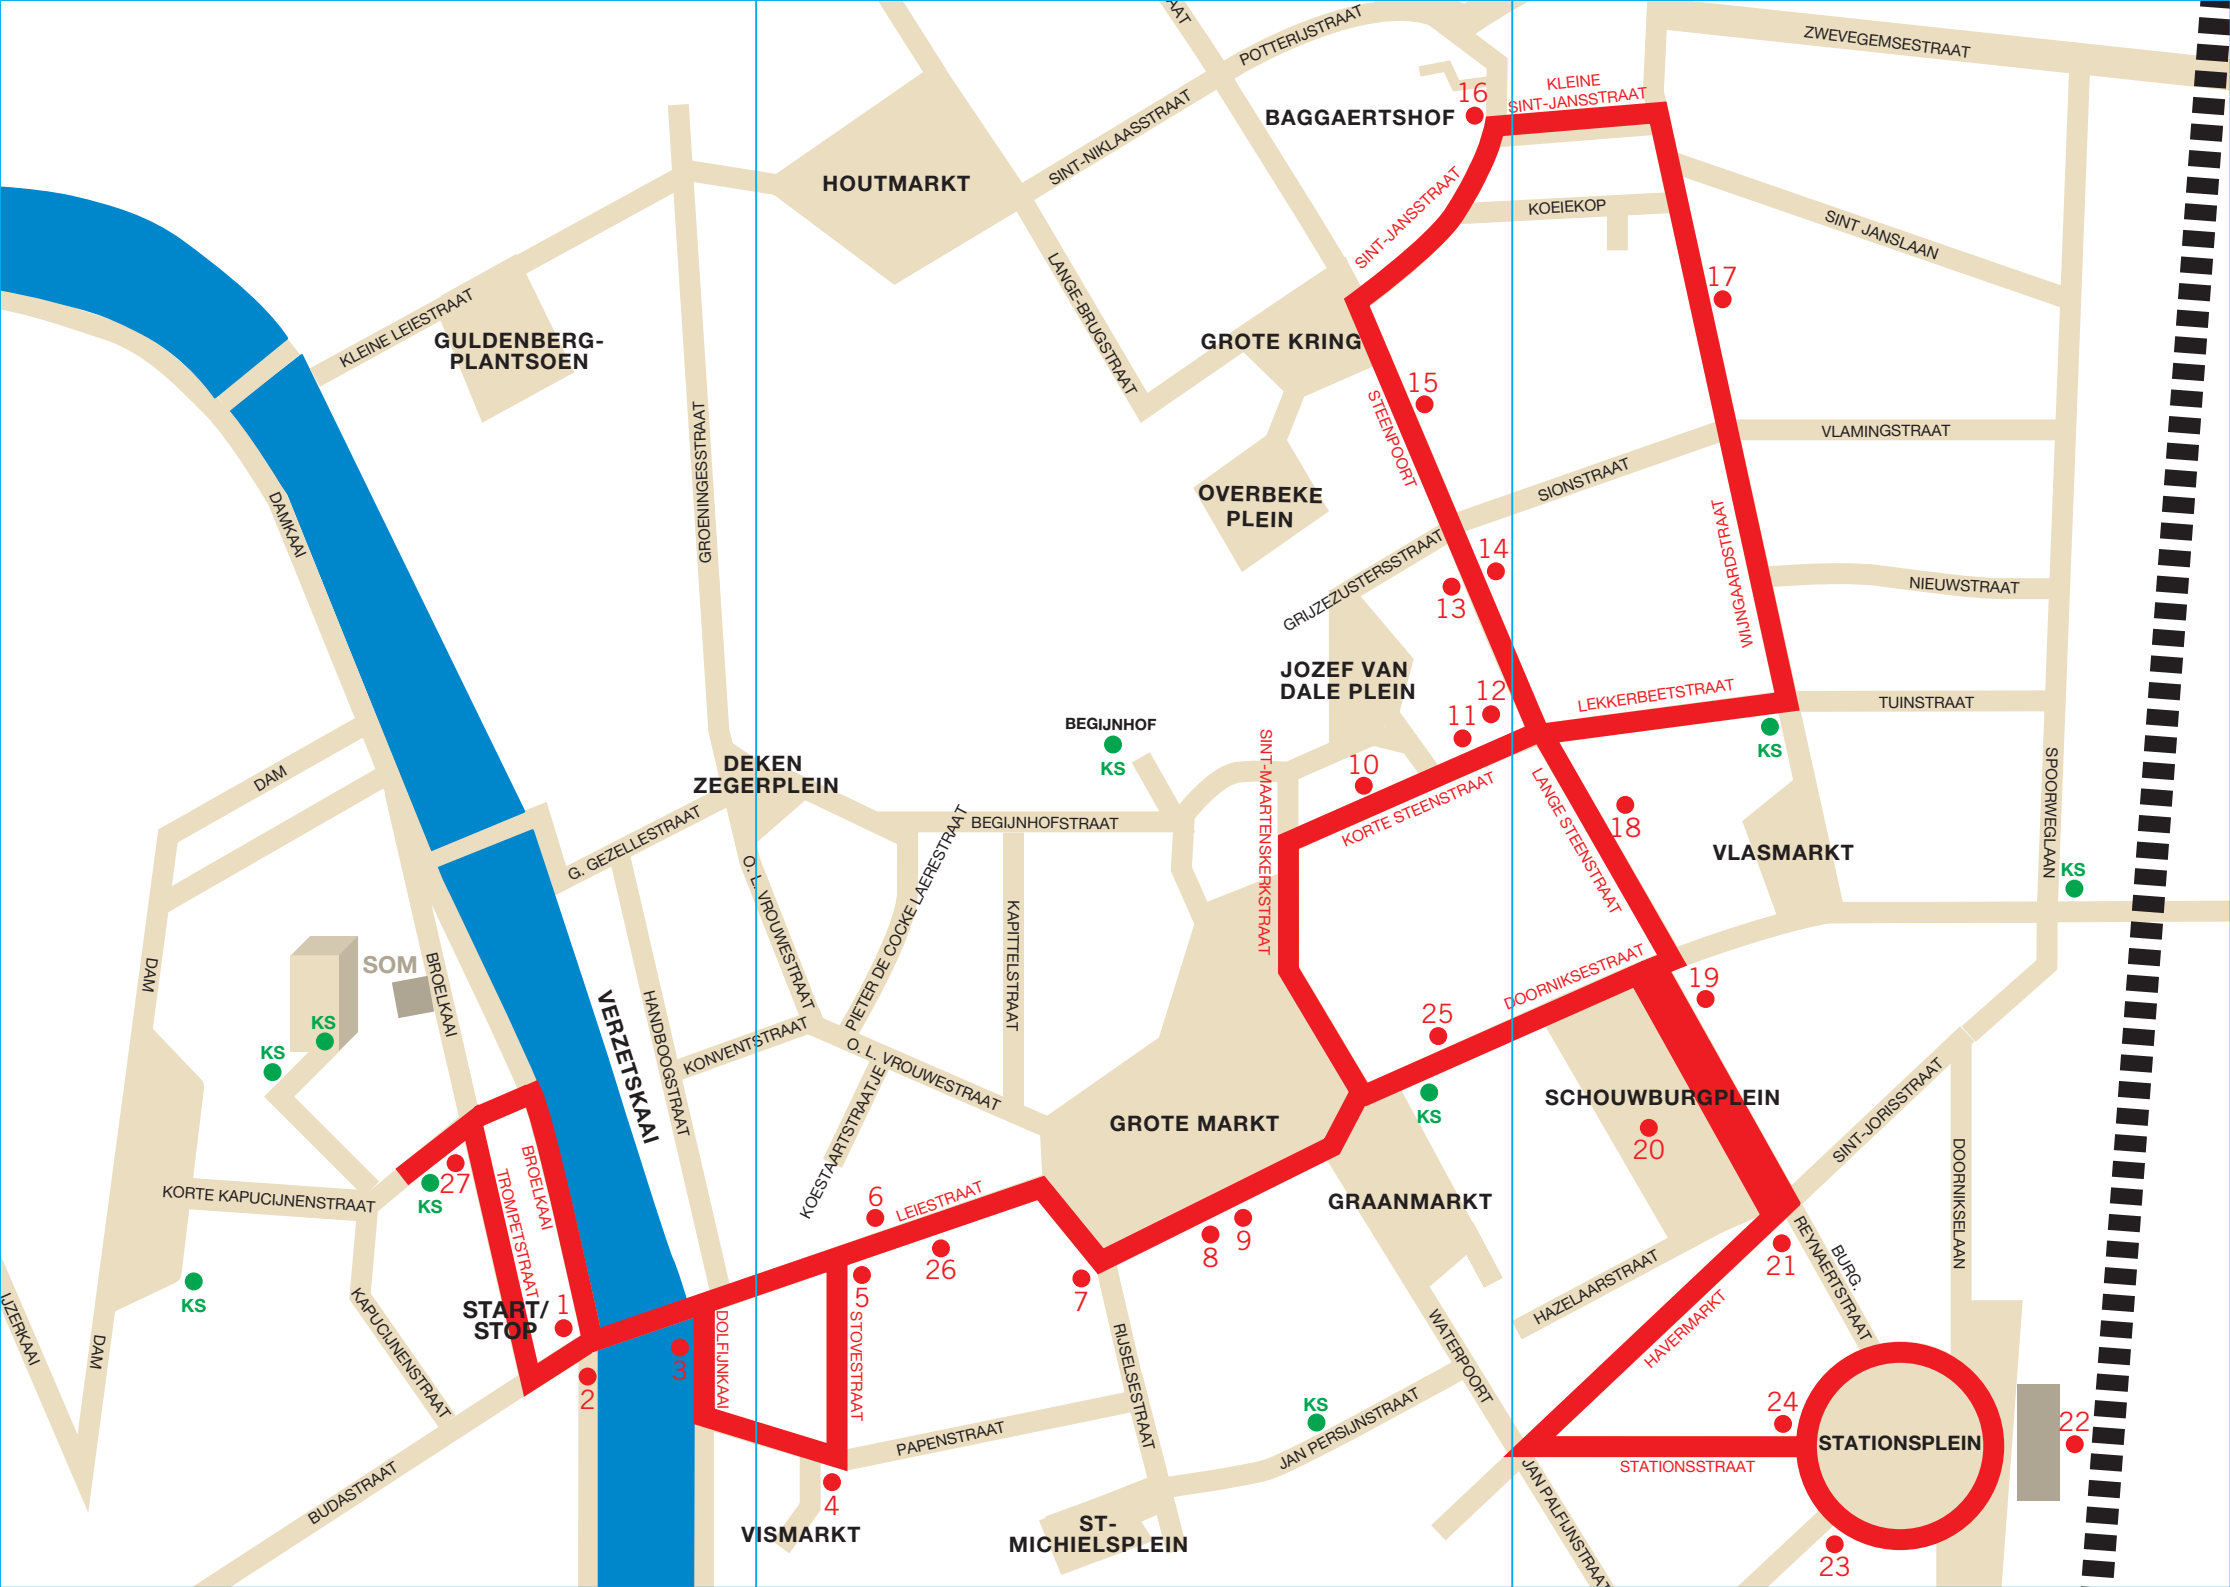 AAT
POTTERIJSTRAAT
ZWEVEGEMSESTRAAT
KLEINE
SINT-JANSSTRAAT
16
BAGGAERTSHOF
SINT-NIKLAASSTRAAT
HOUTMARKT
SINT-JANSSTRAAT
KOEIEKOP
SINT JANSLAAN
17
LANGE-BRUGSTRAAT
KLEINE LEIESTRAAT
GULDENBERG-
PLANTSOEN
GROTE KRING
15
STEENPOORT
GROENINGESSTRAAT
VLAMINGSTRAAT
SIONSTRAAT
OVERBEKE
PLEIN
DAMKAAI
WIJNGAARDSTRAAT
GRIJZEZUSTERSSTRAAT
14
13
NIEUWSTRAAT
JOZEF VAN
DALE PLEIN
12
11
LEKKERBEETSTRAAT
TUINSTRAAT
BEGIJNHOF
KS
KS
DAM
DEKEN
ZEGERPLEIN
10
SINT-MAARTENSKERKSTRAAT
KORTE STEENSTRAAT
LANGE STEENSTRAAT
18
SPOORWEGLAAN
G. GEZELLESTRAAT
BEGIJNHOFSTRAAT
VLASMARKT
KS
O. L. VROUWESTRAAT
PIETER DE COCKE LAERESTRAAT
KAPITTELSTRAAT
DAM
SOM
BROELKAAI
VERZETSKAAI
HANDBOOGSTRAAT
DOORNIKSESTRAAT
19
25
KS
KS
KONVENTSTRAAT
O. L. VROUWESTRAAT
KOESTAARTSTRAATJE
GROTE MARKT
KS
SCHOUWBURGPLEIN
20
SINT-JORISSTRAAT
DOORNIKSELAAN
KORTE KAPUCIJNENSTRAAT
27
KS
BROELKAAI
TROMPETSTRAAT
6
LEIESTRAAT
26
8
9
GRAANMARKT
21
BURG.
REYNAERTSTRAAT
HAZELAARSTRAAT
KS
START/
STOP
1
2
3
DOLFIJNKAAI
5
STOVESTRAAT
7
RIJSELSESTRAAT
WATERPOORT
HAVERMARKT
IJZERKAAI
DAM
KAPUCIJNENSTRAAT
BUDASTRAAT
PAPENSTRAAT
KS
JAN PERSIJNSTRAAT
24
STATIONSPLEIN
22
STATIONSSTRAAT
4
VISMARKT
ST-
MICHIELSPLEIN
JAN PALFIJNSTRAAT
23